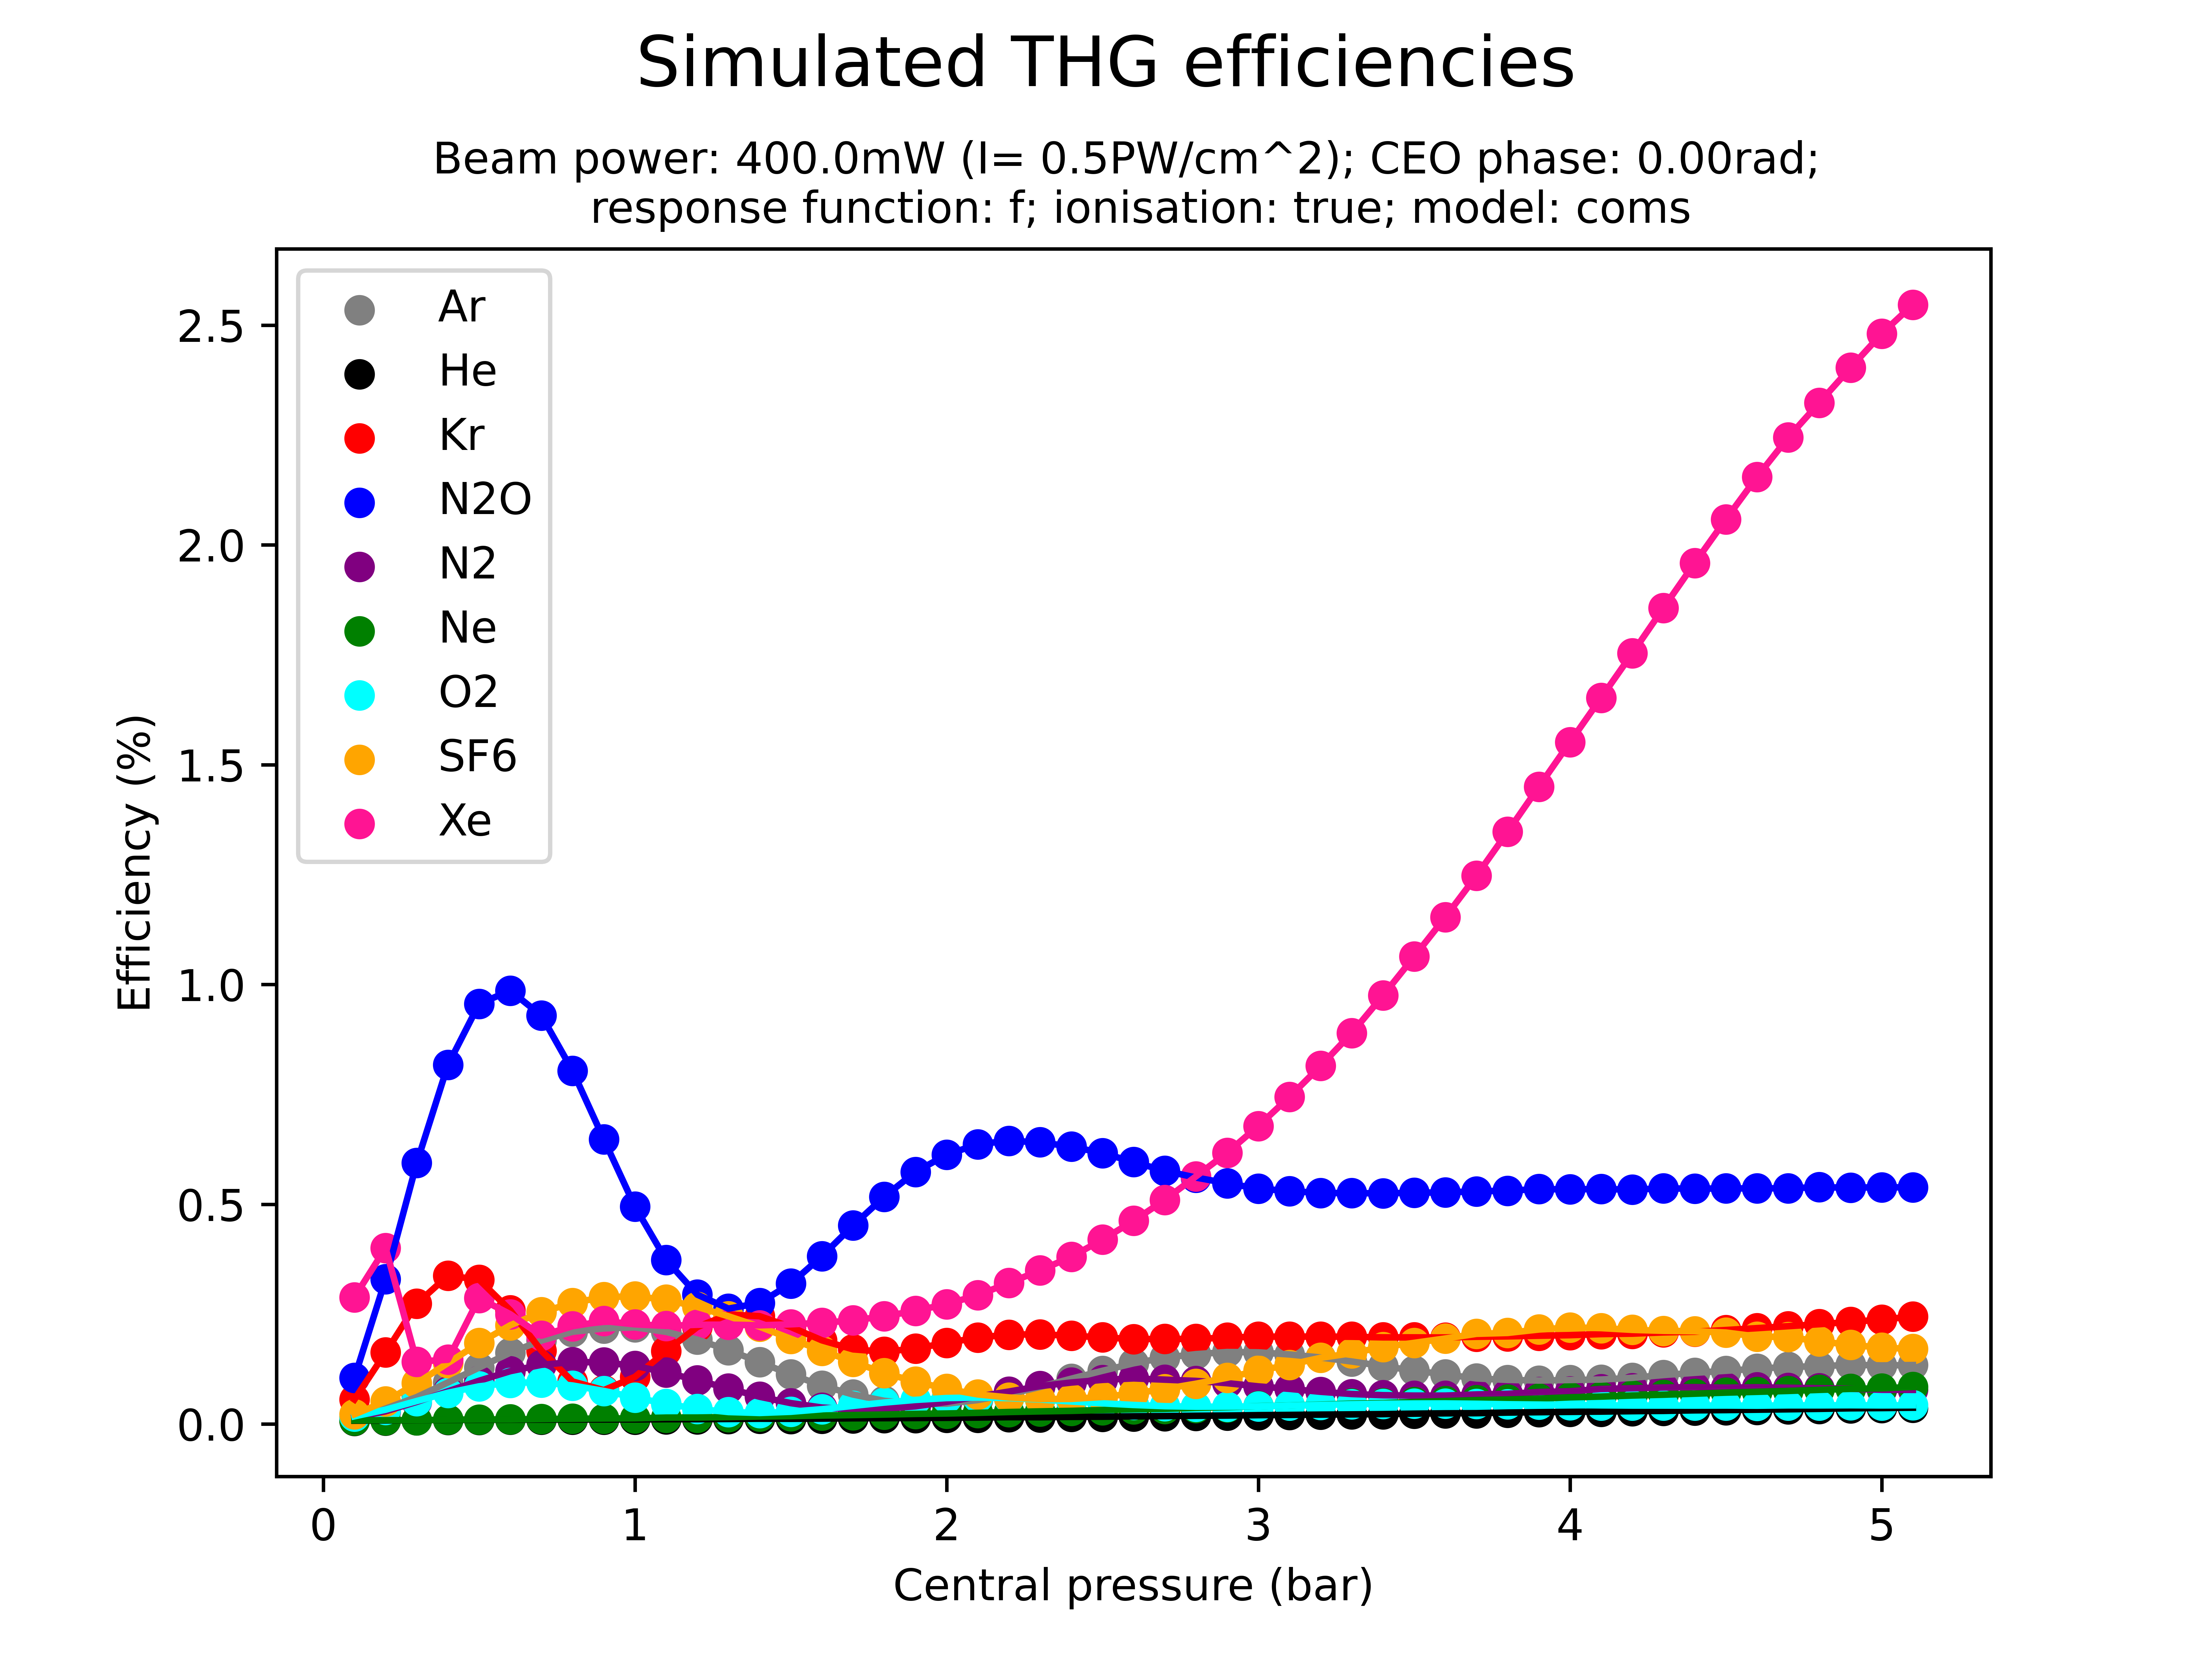 Simulated THG efficiencies
Beam power: 400.0mW (I= 0.5PW/cm^2); CEO phase: 0.00rad;
response function: f; ionisation: true; model: coms
Ar
He
Kr
N2O
N2
Ne
O2
SF6
Xe
Efficiency (%)
2.5
2.0
1.5
1.0
0.5
0.0
0
1
2
3
4
5
Central pressure (bar)